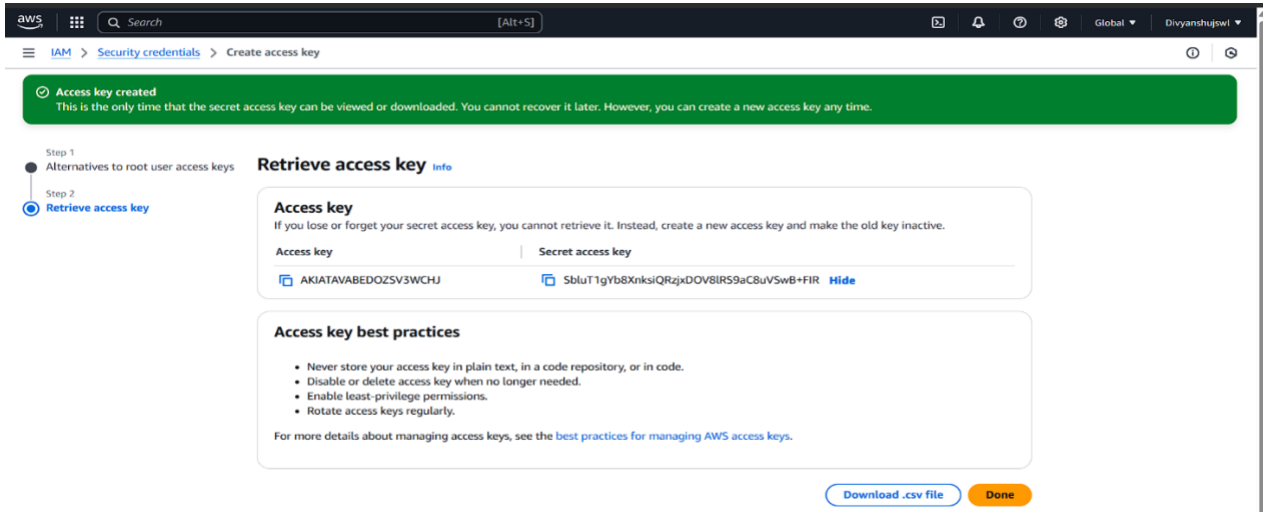 aws
Search [Alt+S] Global Divyanshujswl
IAM > Security credentials > Create access key
Access key created
This is the only time that the secret access key can be viewed or downloaded. You cannot recover it later. However, you can create a new access key any time.
Step 1
Alternatives to root user access keys
Step 2
Retrieve access key
Retrieve access key Info
Access key
If you lose or forget your secret access key, you cannot retrieve it. Instead, create a new access key and make the old key inactive.
Access key Secret access key
AKIATAVABEDOZSV3WCHJ Hide
Access key best practices
• Never store your access key in plain text, in a code repository, or in code.
• Disable or delete access key when no longer needed.
• Enable least-privilege permissions.
• Rotate access keys regularly.
For more details about managing access keys, see the best practices for managing AWS access keys.
Download .csv file Done